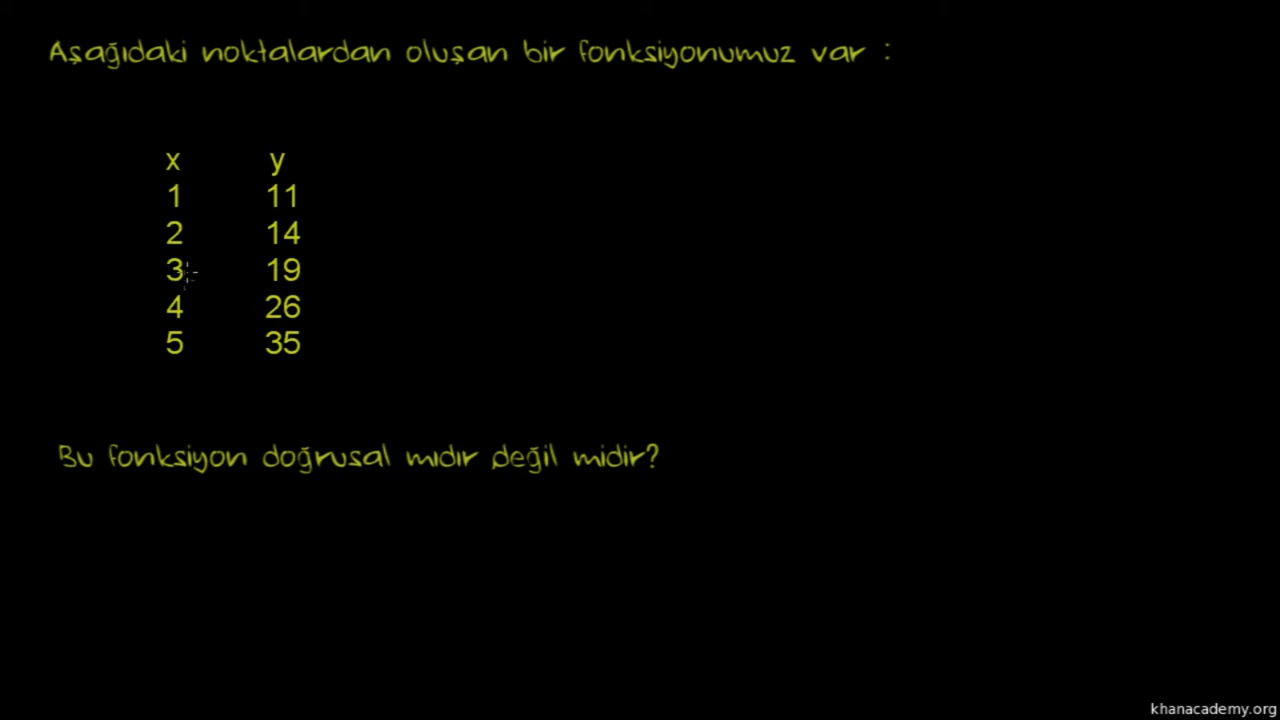 Aşağıdaki noktalardan oluşan bir fonksiyonumuz var :
x y
1 11
2 14
3 19
4 26
5 35
Bu fonksiyon doğrusal mıdır değil midir?
khanacademy.org